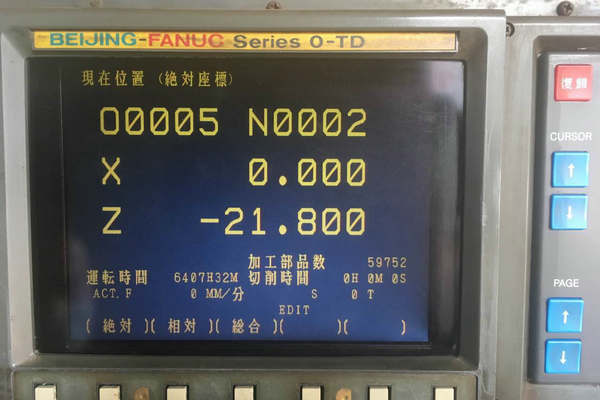 BEIJING-FANUC Series O-TD
現在位置 (絶対座標)
O0005 N0002
X 0.000
Z -21.800
加工部品数 59752
運転時間 6407H32M 切削時間 0H 0M 0S
ACT.F 0 MM/分 S 0 T
EDIT
( 絶対 )( 相対 )( 総合 )( )( )
CURSOR
↑
↓
PAGE
↑
↓